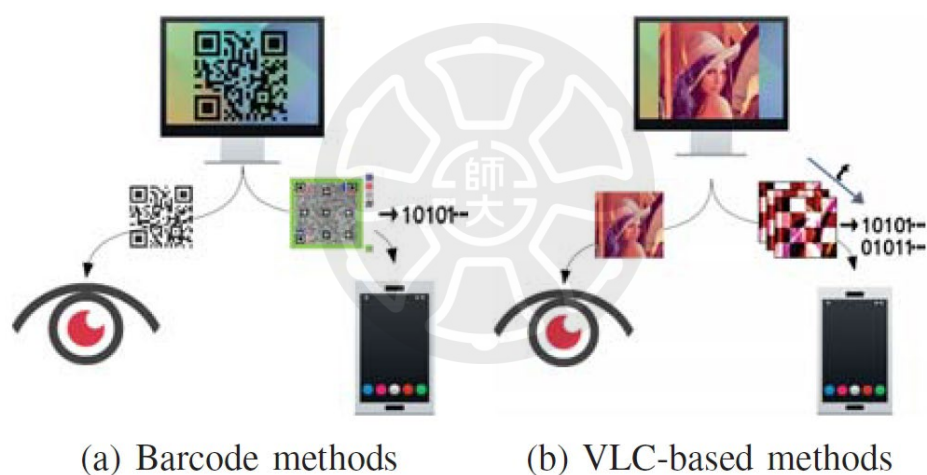 師
大
→10101--
t
→10101--
01011--
(a) Barcode methods
(b) VLC-based methods